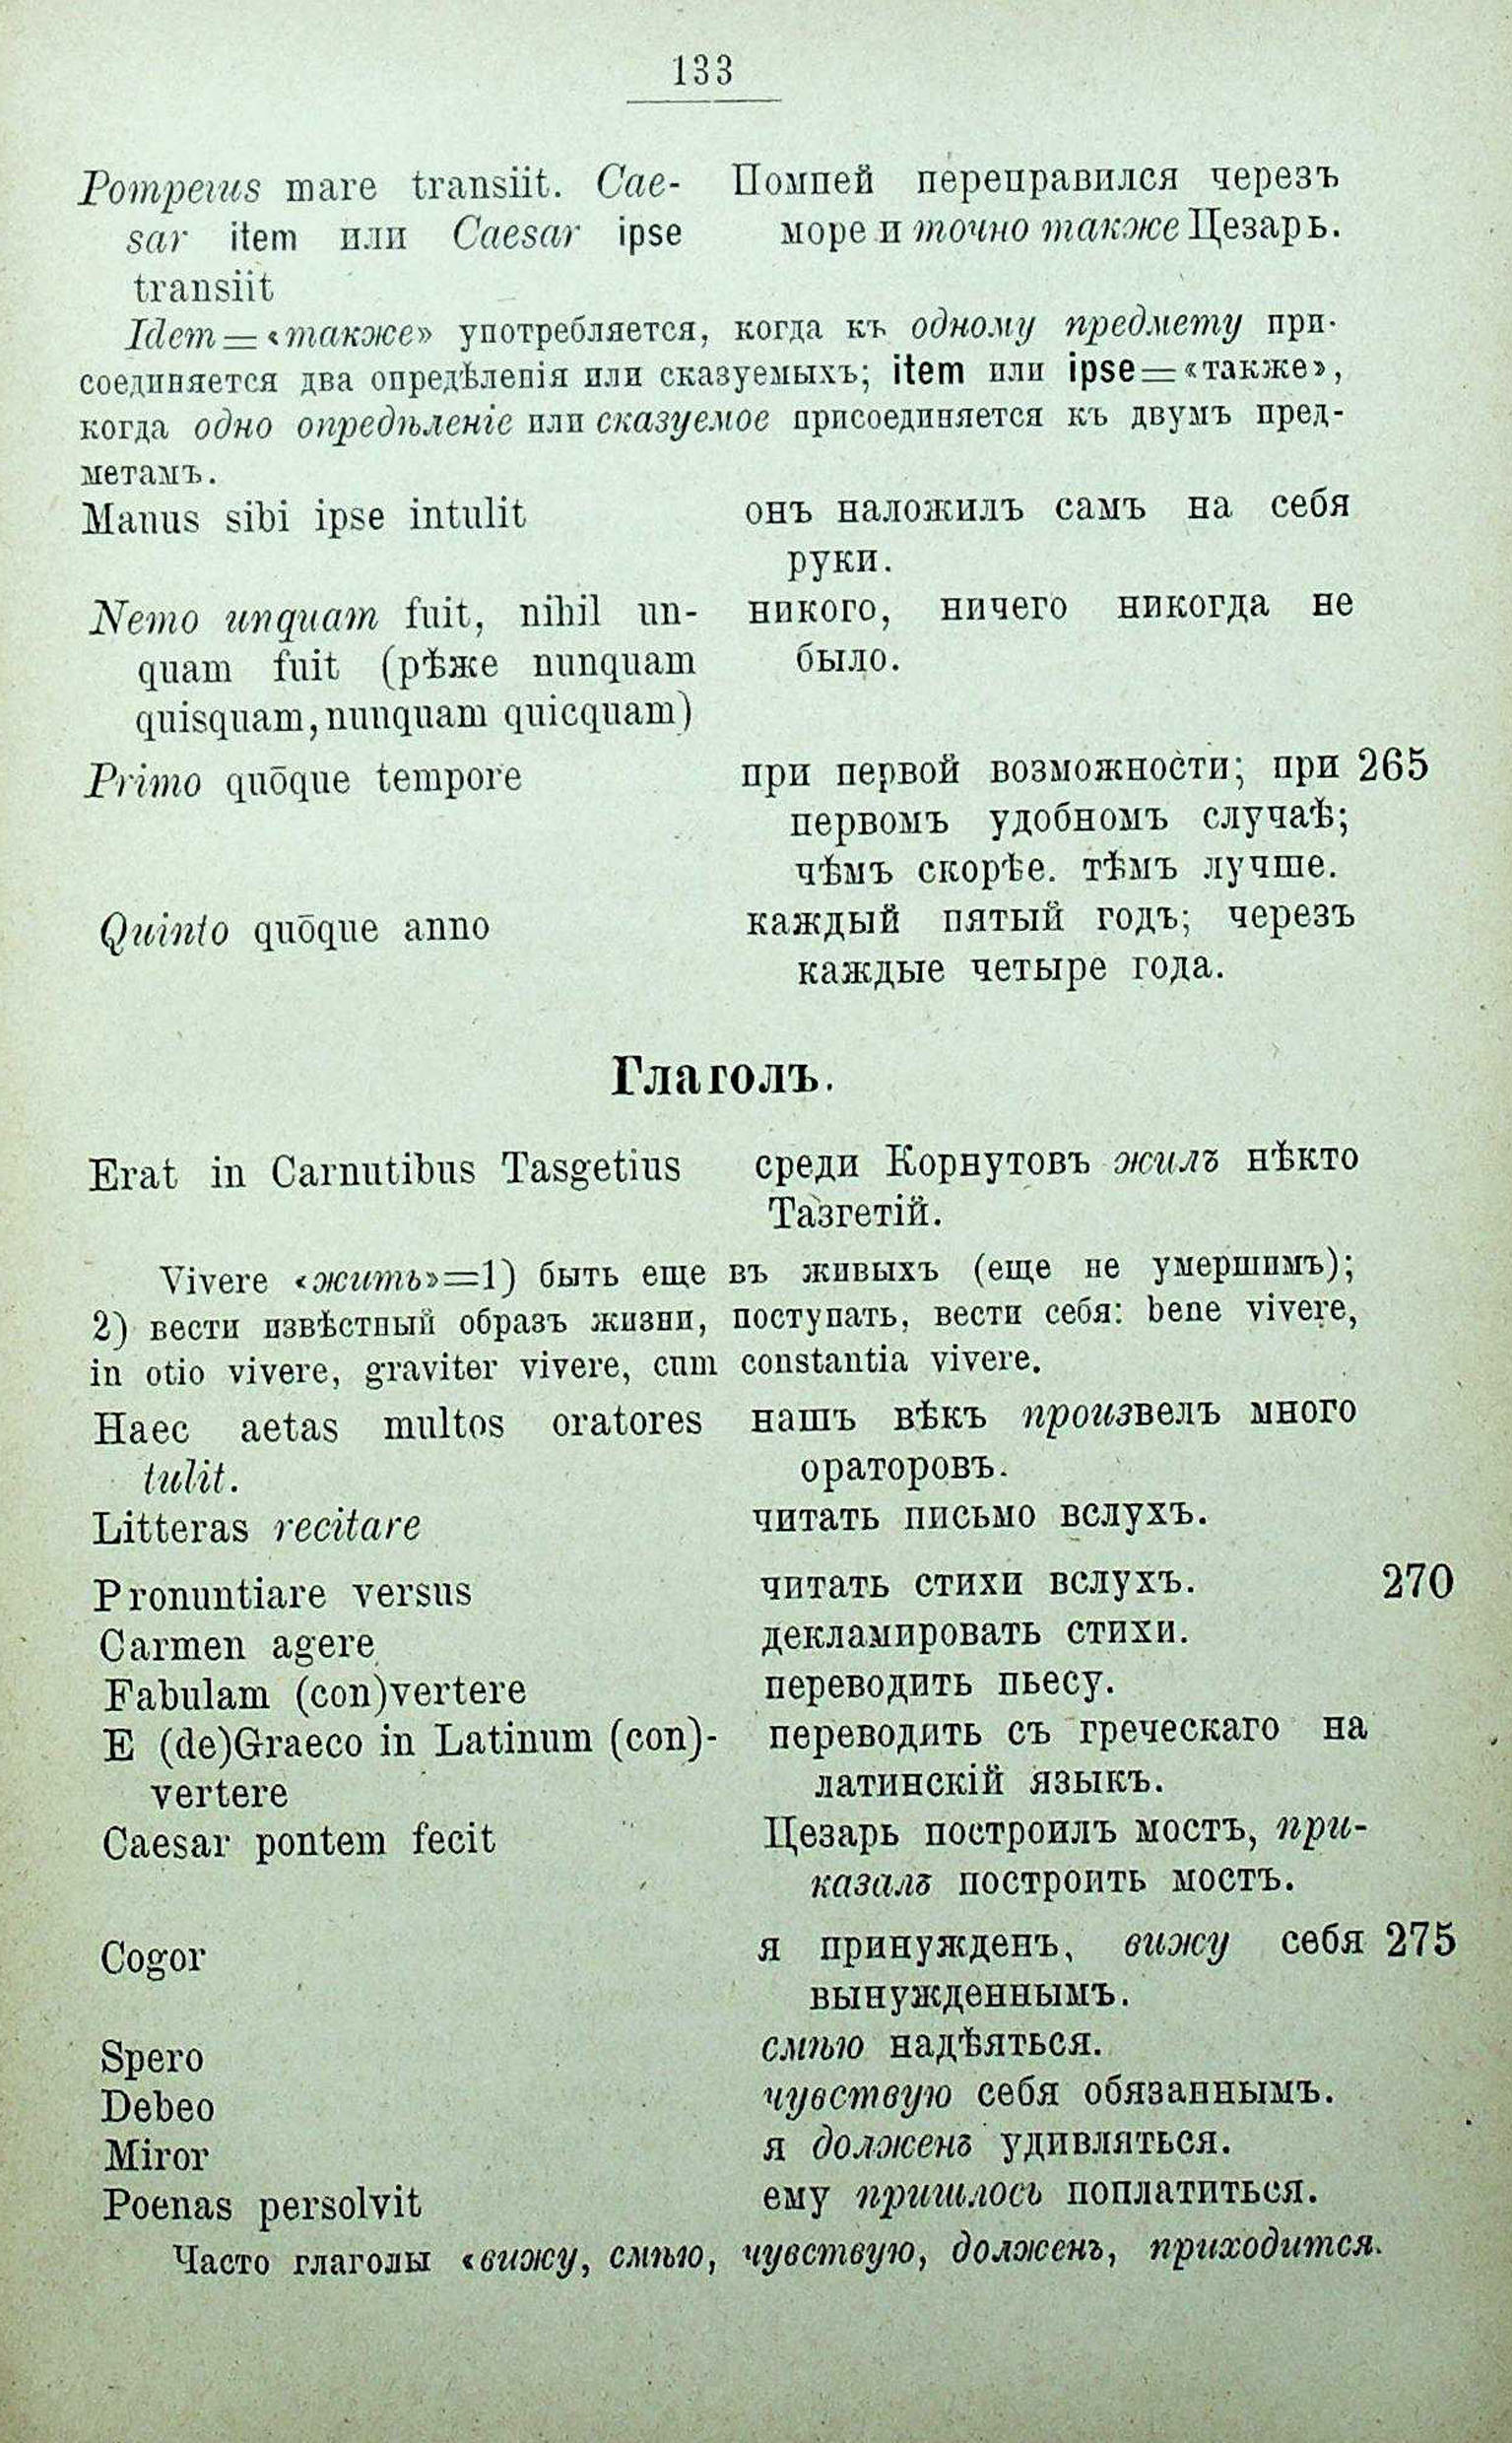 133
Pompeius mare transiit. Cae- Помпей переправился черезъ
sar item или Caesar ipse море и точно также Цезарь.
transiit
Idem=«также» употребляется, когда къ одному предмету при-
соединяется два опредѣленія или сказуемыхъ; item или ipse=«также»,
когда одно опредѣленіе или сказуемое присоединяется къ двумъ пред-
метамъ.
Manus sibi ipse intulit онъ наложилъ самъ на себя
руки.
Nemo unquam fuit, nihil un- никого, ничего никогда не
quam fuit (рѣже nunquam было.
quisquam, nunquam quicquam)
Primo quōque tempore при первой возможности; при 265
первомъ удобномъ случаѣ;
чѣмъ скорѣе. тѣмъ лучше.
Quinto quōque anno каждый пятый годъ; черезъ
каждые четыре года.
Глаголъ.
Erat in Carnutibus Tasgetius среди Корнутовъ жилъ нѣкто
Тазгетій.
Vivere «жить»=1) быть еще въ живыхъ (еще не умершимъ);
2) вести извѣстный образъ жизни, поступать, вести себя: bene vivere,
in otio vivere, graviter vivere, cum constantia vivere.
Haec aetas multos oratores нашъ вѣкъ произвелъ много
tulit. ораторовъ.
Litteras recitare читать письмо вслухъ.
Pronuntiare versus читать стихи вслухъ. 270
Carmen agere декламировать стихи.
Fabulam (con)vertere переводить пьесу.
E (de)Graeco in Latinum (con)- переводить съ греческаго на
vertere латинскій языкъ.
Caesar pontem fecit Цезарь построилъ мостъ, при-
казалъ построить мостъ.
Cogor я принужденъ, вижу себя 275
вынужденнымъ.
Spero смѣю надѣяться.
Debeo чувствую себя обязаннымъ.
Miror я долженъ удивляться.
Poenas persolvit ему пришлось поплатиться.
Часто глаголы «вижу, смѣю, чувствую, долженъ, приходится.